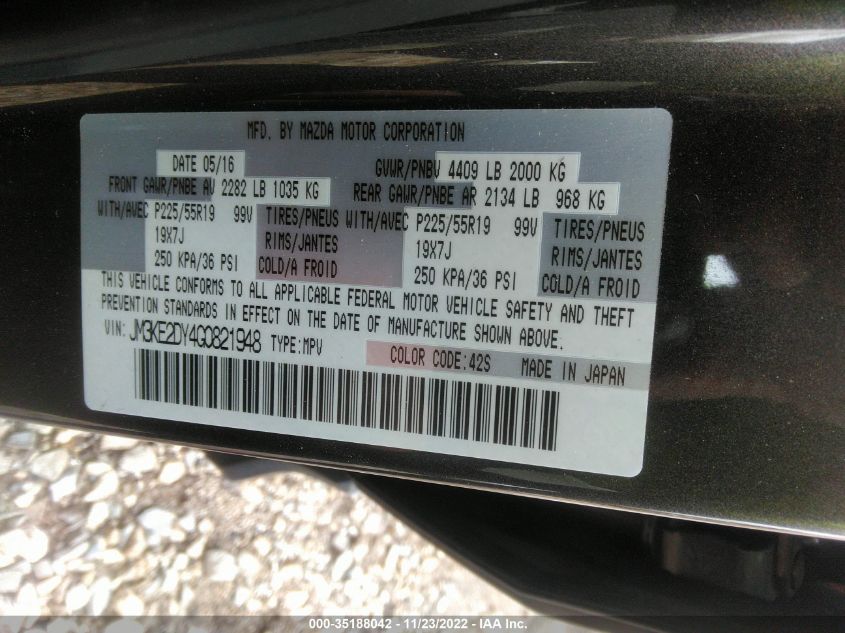 MFD. BY MAZDA MOTOR CORPORATION
DATE 05/16 GVWR/PNBV 4409 LB 2000 KG
FRONT GAWR/PNBE AV 2282 LB 1035 KG REAR GAWR/PNBE AR 2134 LB 968 KG
WITH/AVEC P225/55R19 99V TIRES/PNEUS WITH/AVEC P225/55R19 99V TIRES/PNEUS
19X7J RIMS/JANTES 19X7J RIMS/JANTES
250 KPA/36 PSI COLD/A FROID 250 KPA/36 PSI COLD/A FROID
THIS VEHICLE CONFORMS TO ALL APPLICABLE FEDERAL MOTOR VEHICLE SAFETY AND THEFT
PREVENTION STANDARDS IN EFFECT ON THE DATE OF MANUFACTURE SHOWN ABOVE.
VIN: JM3KE2DY4G0821948 TYPE:MPV COLOR CODE:42S MADE IN JAPAN
000-35188042 - 11/23/2022 - IAA Inc.